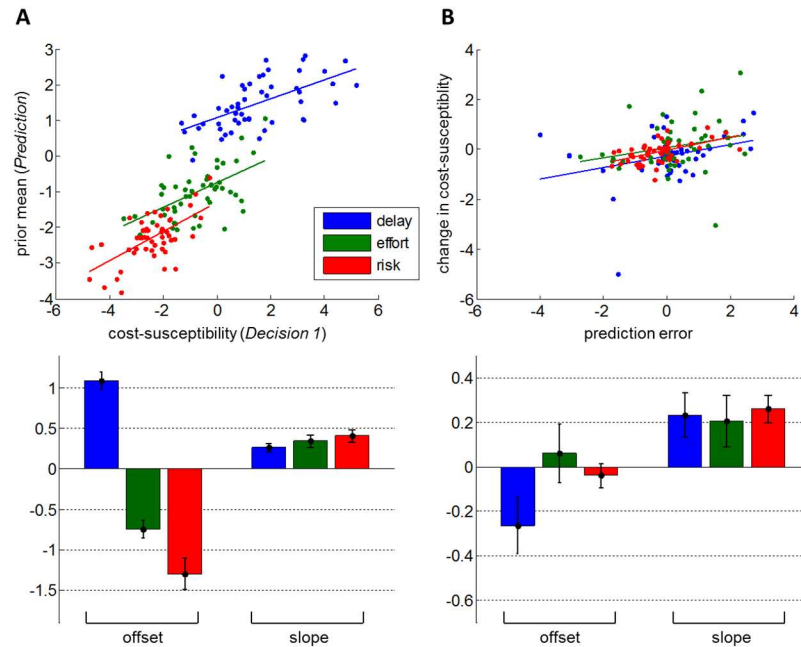 A
prior mean (Prediction)
3
2
1
0
-1
-2
-3
-4
-6
-4
-2
0
2
4
6
cost-susceptibility (Decision 1)
delay
effort
risk
B
change in cost-susceptiblity
4
2
0
-2
-4
-6
-4
-2
0
2
4
prediction error
1
0.5
0
-0.5
-1
-1.5
offset
slope
0.4
0.2
0
-0.2
-0.4
-0.6
offset
slope